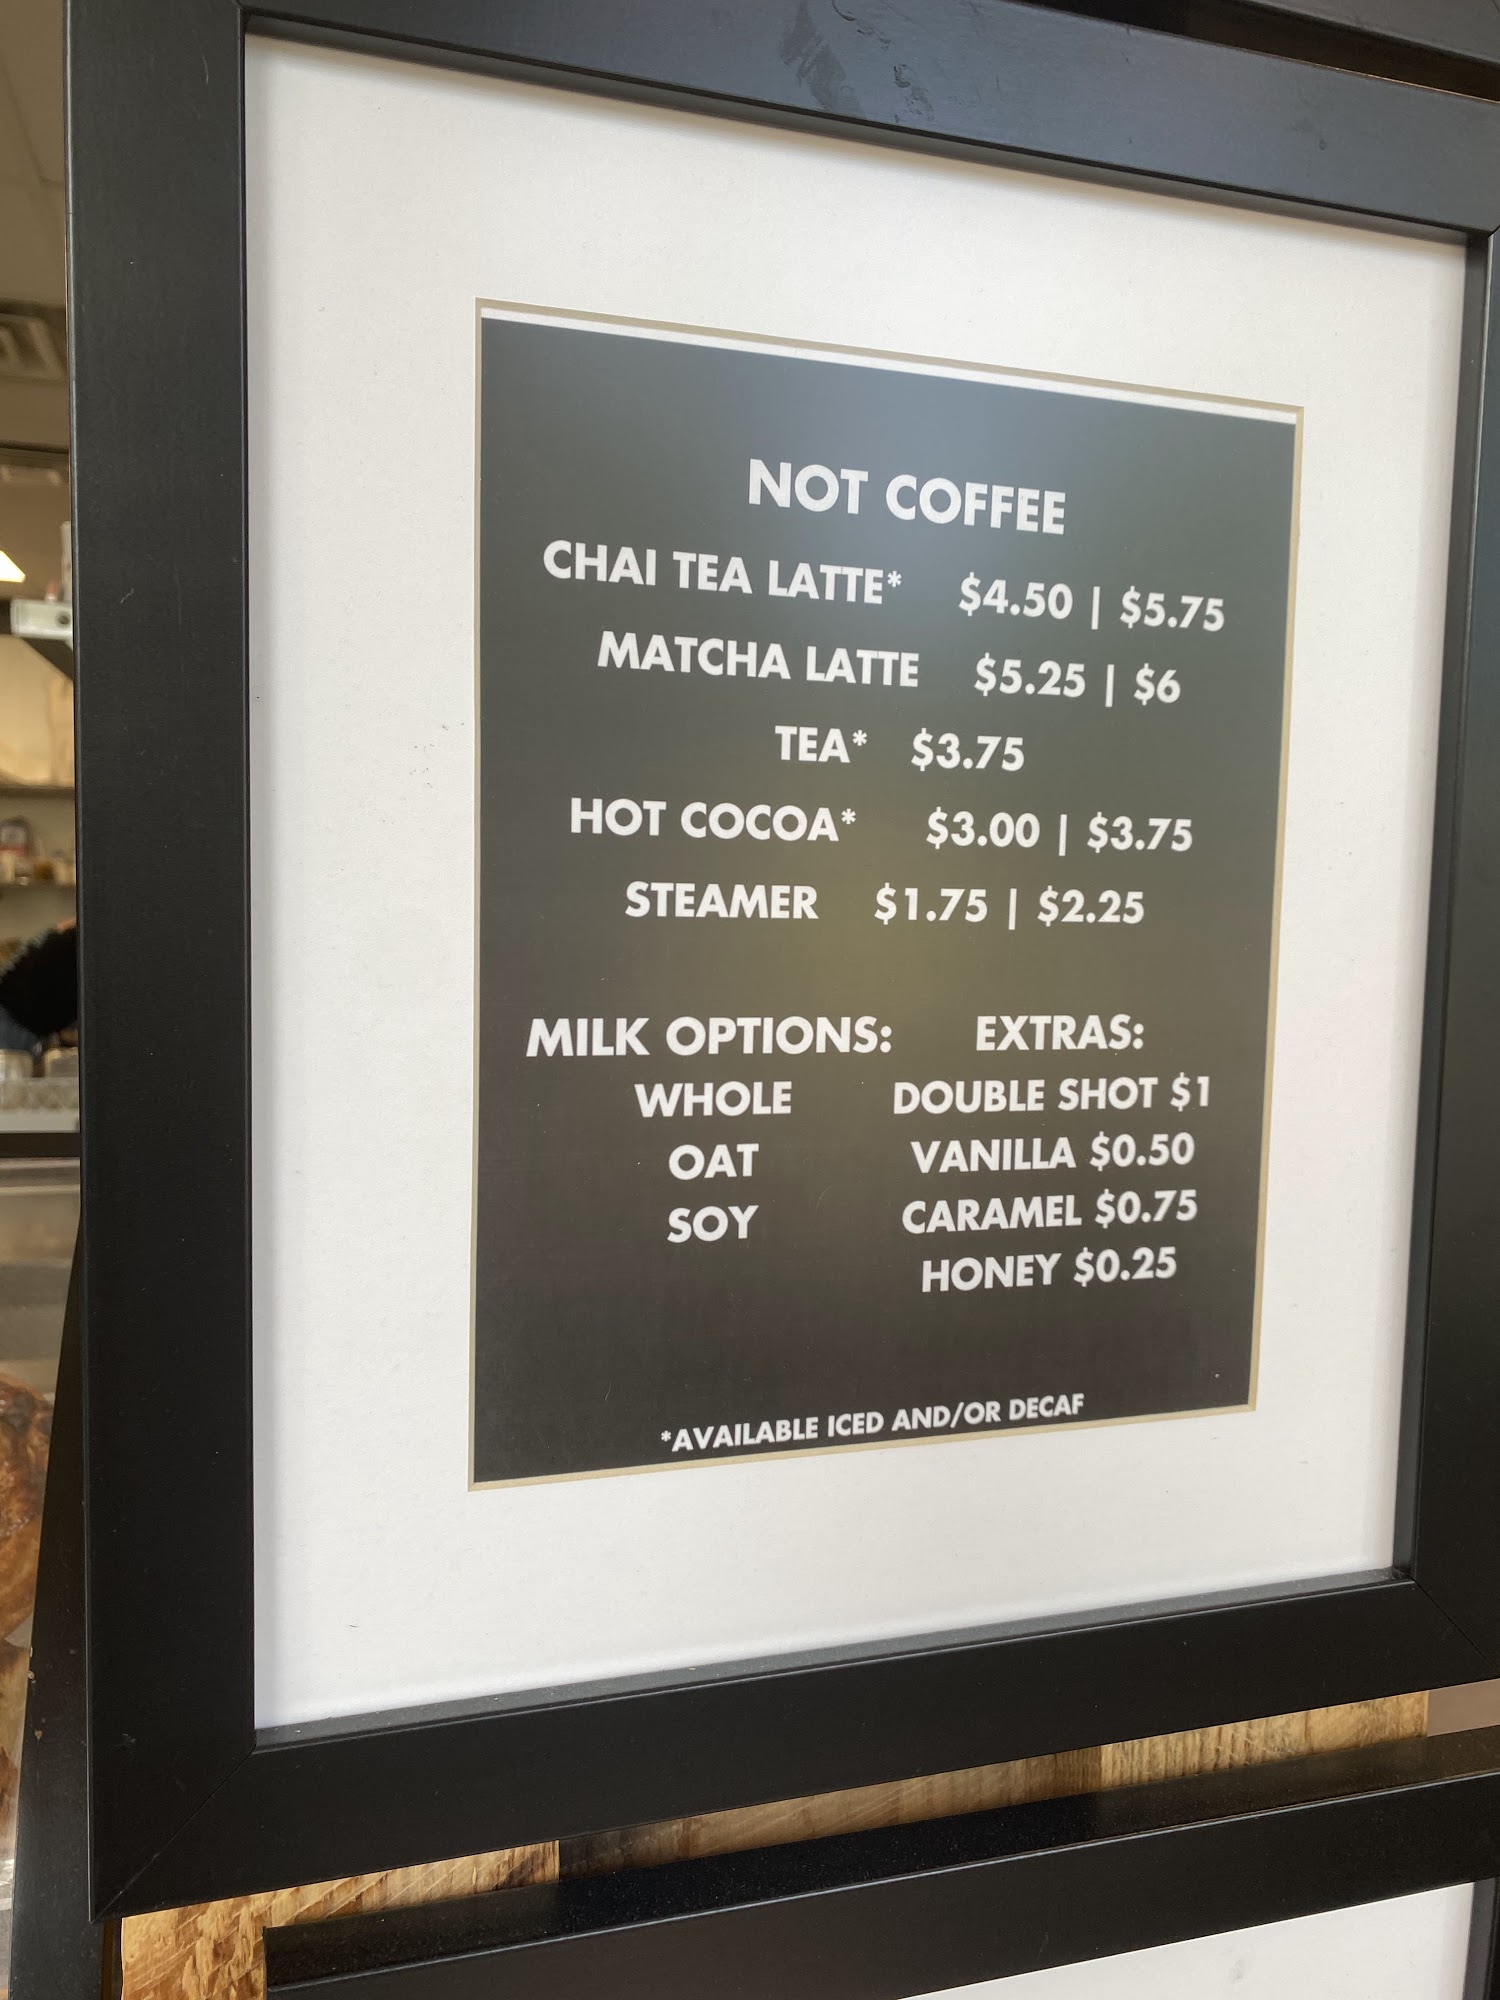 NOT COFFEE
CHAI TEA LATTE* $4.50 | $5.75
MATCHA LATTE $5.25 | $6
TEA* $3.75
HOT COCOA* $3.00 | $3.75
STEAMER $1.75 | $2.25
MILK OPTIONS:
WHOLE
OAT
SOY
EXTRAS:
DOUBLE SHOT $1
VANILLA $0.50
CARAMEL $0.75
HONEY $0.25
*AVAILABLE ICED AND/OR DECAF